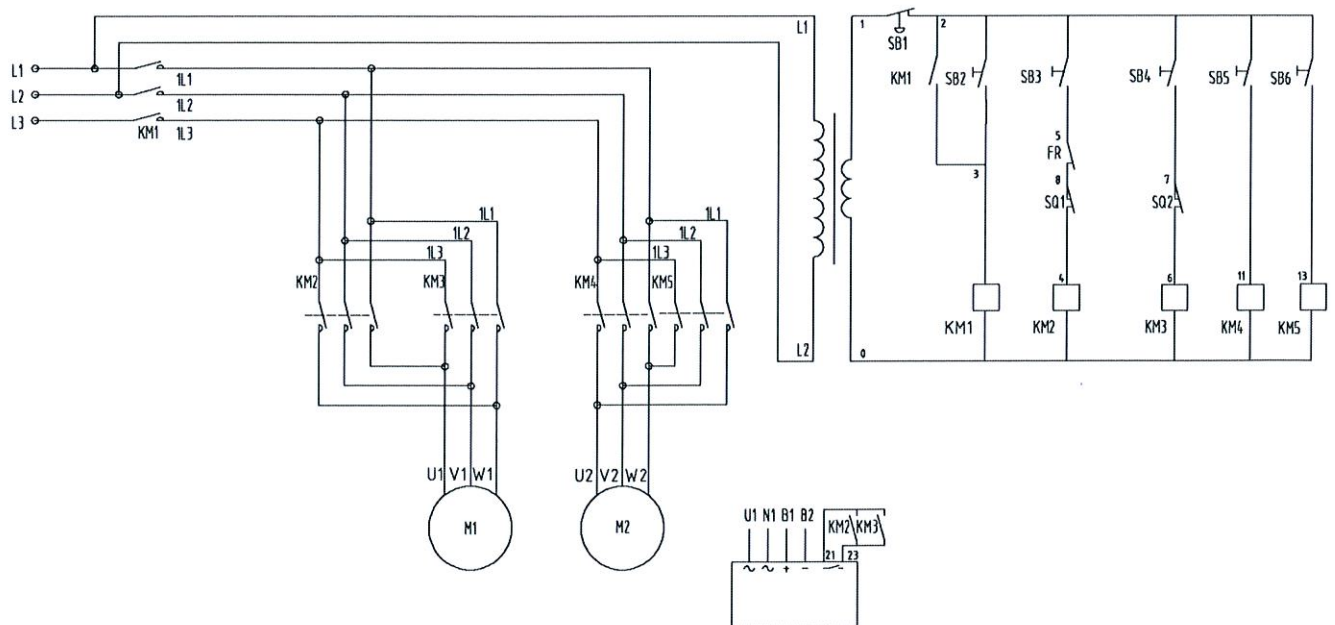 L1 1 2
SB1
L1 1L1 KM1 SB2 SB3 SB4 SB5 SB6
L2 1L2
L3 KM1 1L3
5
FR
3 8 7
SQ1 SQ2
1L1 1L1
1L2 1L2
1L3 1L3
KM2 KM3 KM4 KM5 4 6 11 13
KM1 KM2 KM3 KM4 KM5
L2 0
U1 V1 W1 U2 V2 W2
M1 M2
U1 N1 B1 B2 KM2 KM3
21 23
~ ~ + -